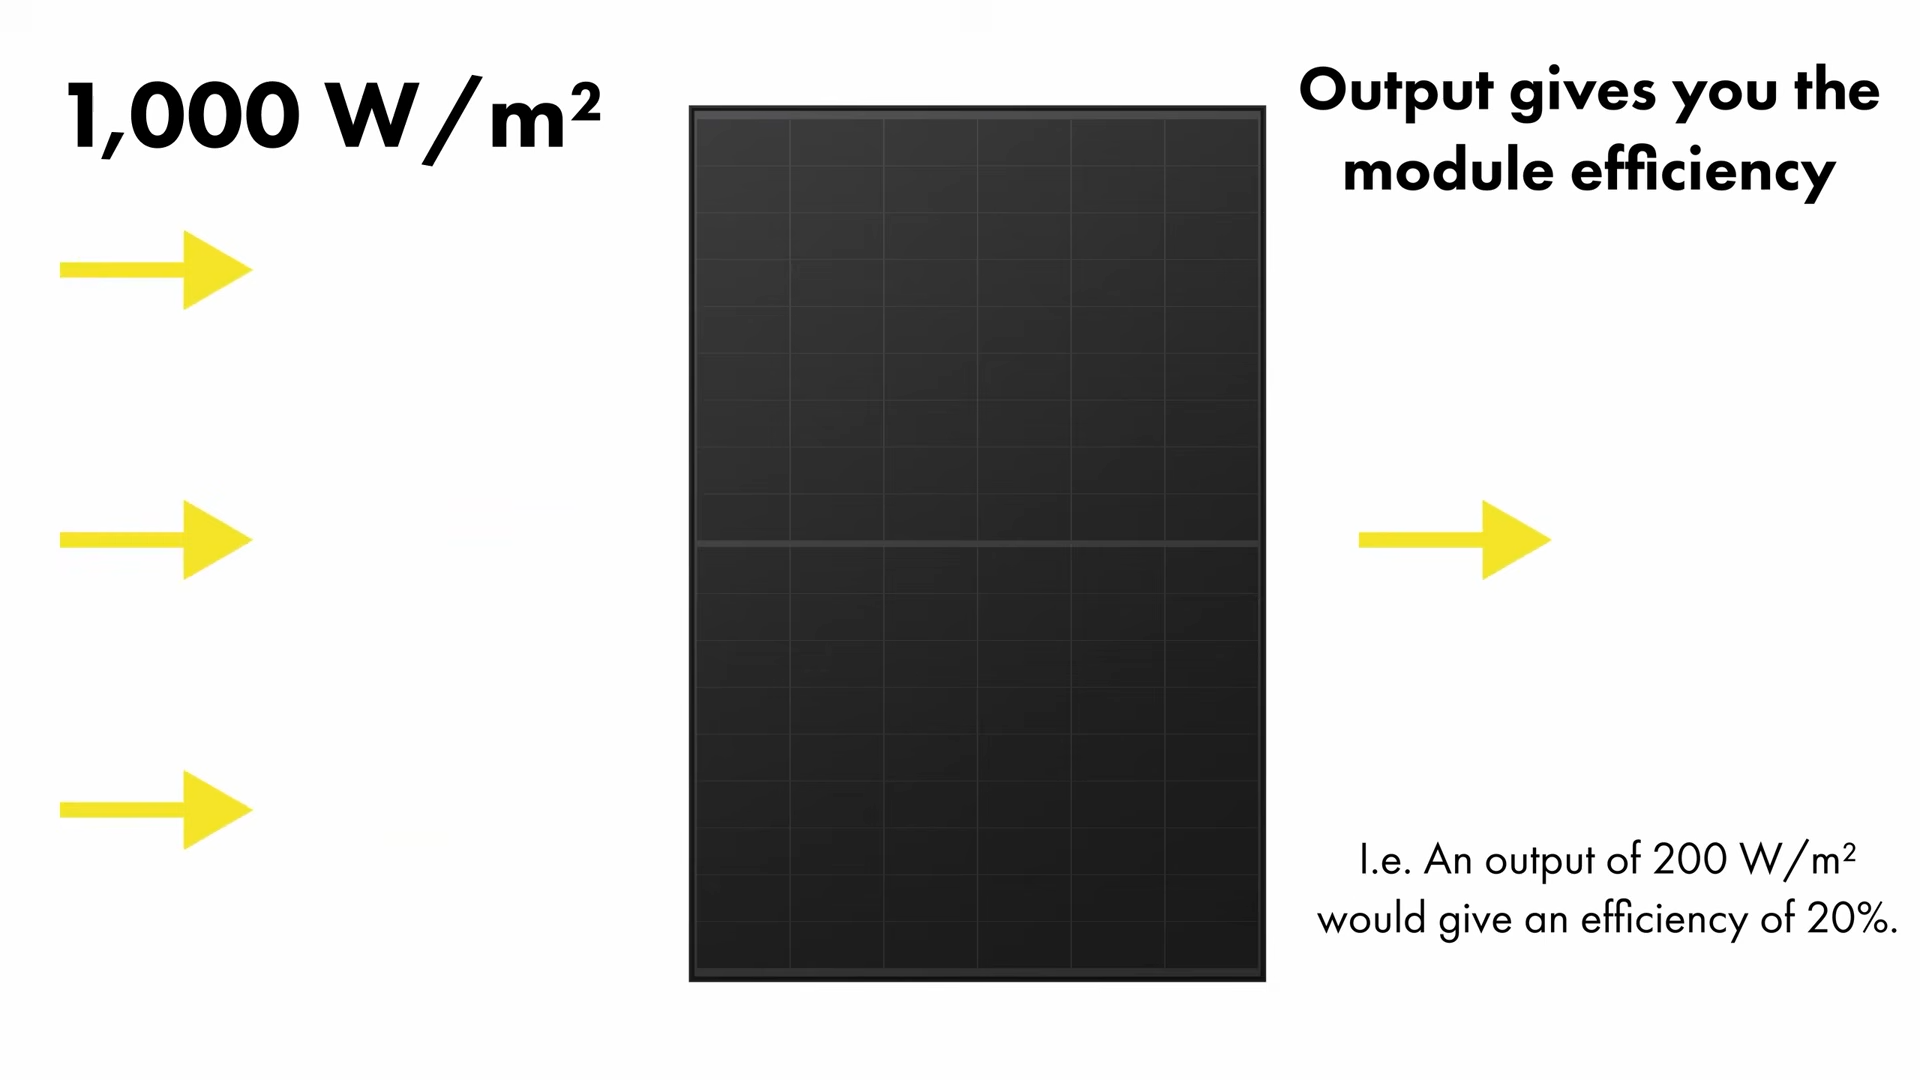 1,000 W/m²
Output gives you the
module efficiency
I.e. An output of 200 W/m²
would give an efficiency of 20%.